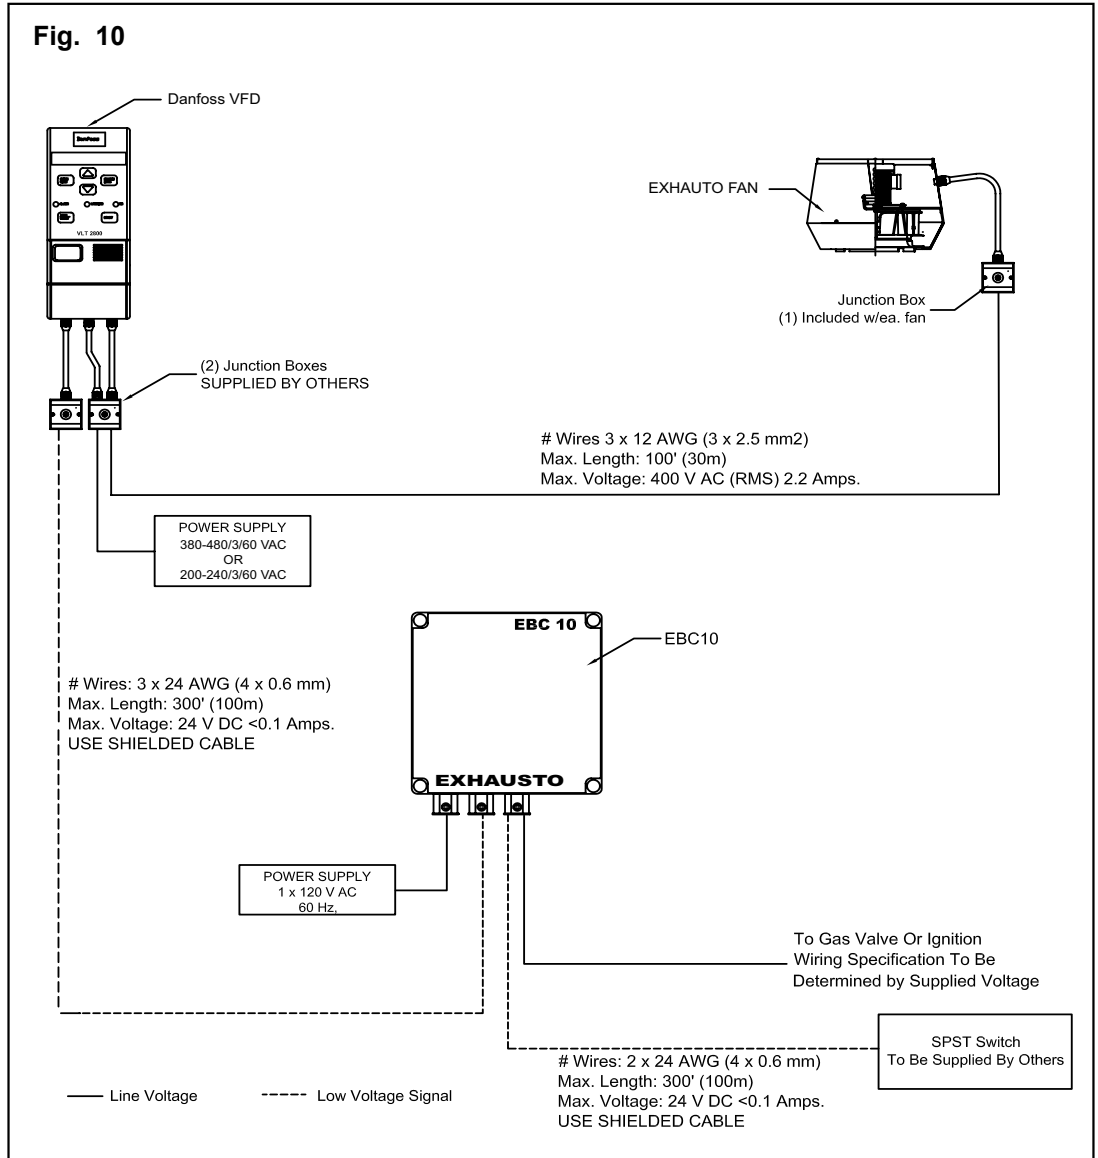 Fig. 10
Danfoss VFD
VLT 2800
EXHAUTO FAN
Junction Box
(1) Included w/ea. fan
(2) Junction Boxes
SUPPLIED BY OTHERS
# Wires 3 x 12 AWG (3 x 2.5 mm2)
Max. Length: 100' (30m)
Max. Voltage: 400 V AC (RMS) 2.2 Amps.
POWER SUPPLY
380-480/3/60 VAC
OR
200-240/3/60 VAC
EBC 10
EBC10
# Wires: 3 x 24 AWG (4 x 0.6 mm)
Max. Length: 300' (100m)
Max. Voltage: 24 V DC <0.1 Amps.
USE SHIELDED CABLE
EXHAUSTO
POWER SUPPLY
1 x 120 V AC
60 Hz,
To Gas Valve Or Ignition
Wiring Specification To Be
Determined by Supplied Voltage
SPST Switch
To Be Supplied By Others
# Wires: 2 x 24 AWG (4 x 0.6 mm)
Max. Length: 300' (100m)
Max. Voltage: 24 V DC <0.1 Amps.
USE SHIELDED CABLE
Line Voltage
Low Voltage Signal